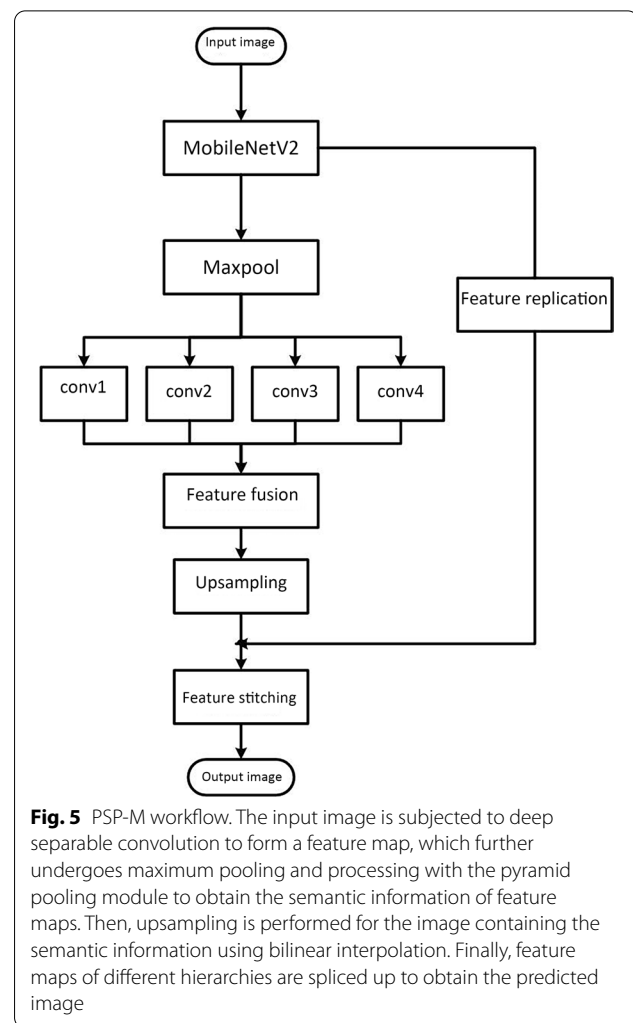 Input image
MobileNetV2
Maxpool
Feature replication
conv1
conv2
conv3
conv4
Feature fusion
Upsampling
Feature stitching
Output image
Fig. 5 PSP-M workflow. The input image is subjected to deep
separable convolution to form a feature map, which further
undergoes maximum pooling and processing with the pyramid
pooling module to obtain the semantic information of feature
maps. Then, upsampling is performed for the image containing the
semantic information using bilinear interpolation. Finally, feature
maps of different hierarchies are spliced up to obtain the predicted
image